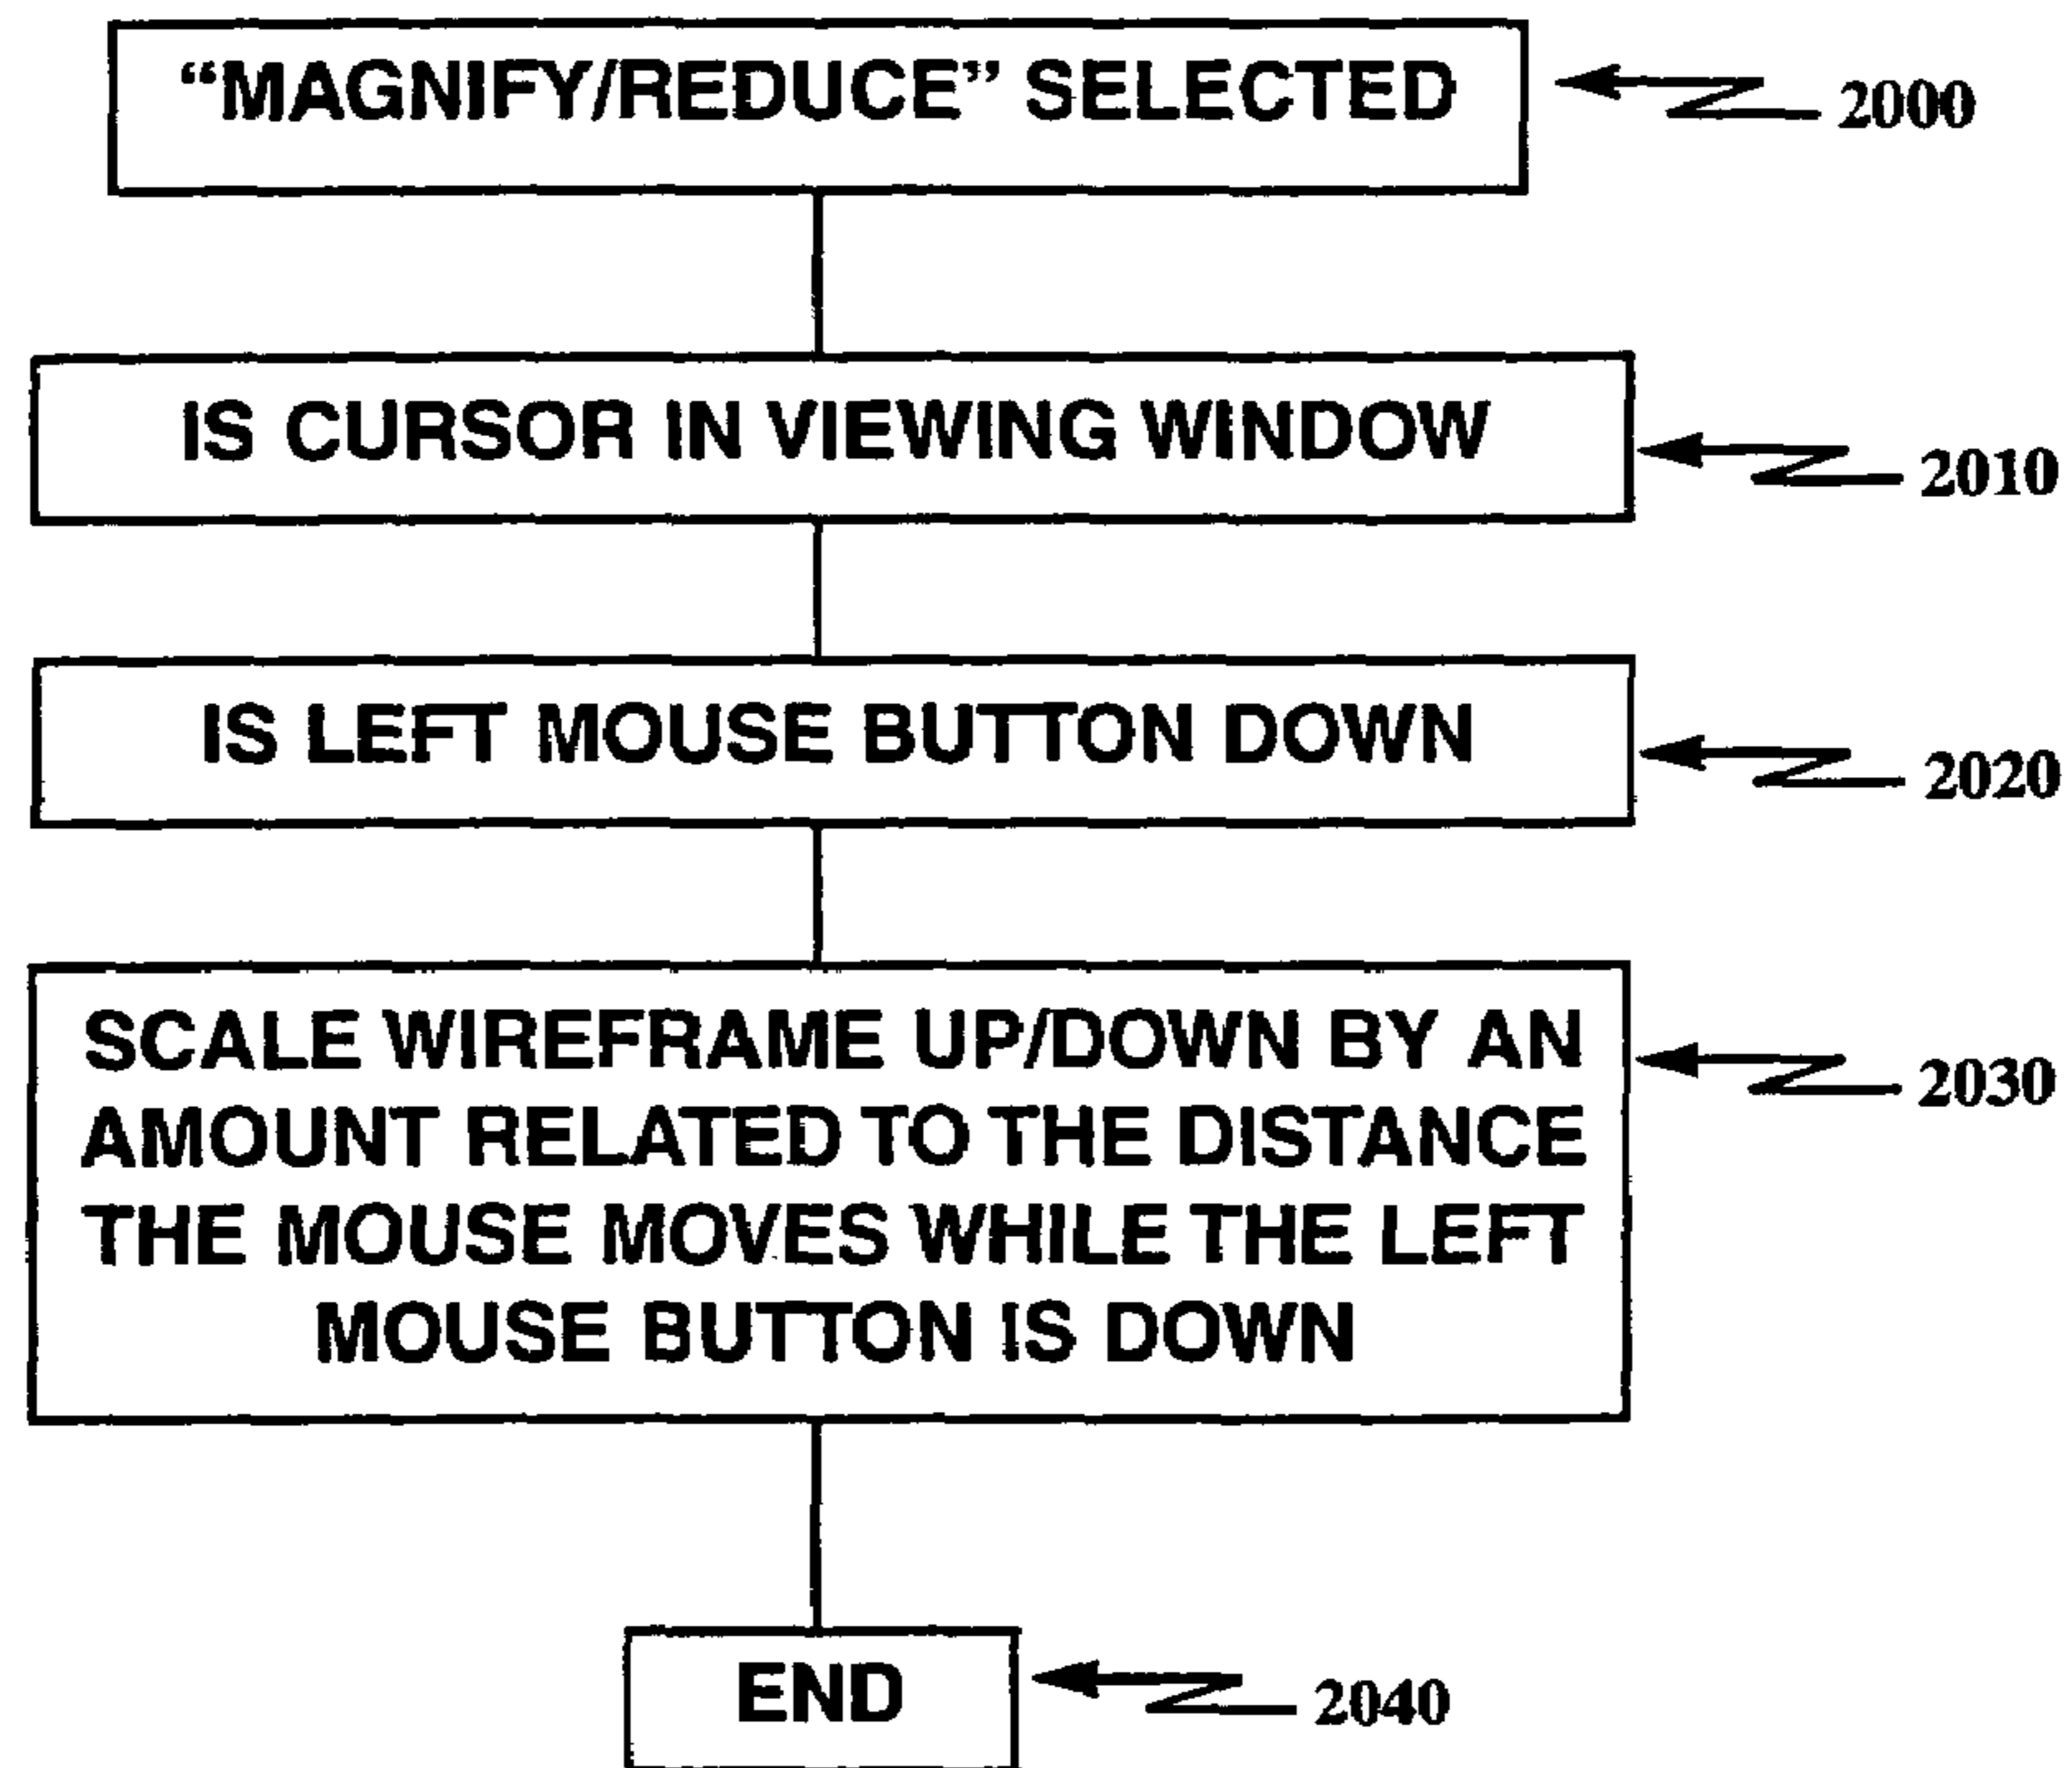 “MAGNIFY/REDUCE” SELECTED
2000
IS CURSOR IN VIEWING WINDOW
2010
IS LEFT MOUSE BUTTON DOWN
2020
SCALE WIREFRAME UP/DOWN BY AN
AMOUNT RELATED TO THE DISTANCE
THE MOUSE MOVES WHILE THE LEFT
MOUSE BUTTON IS DOWN
2030
END
2040